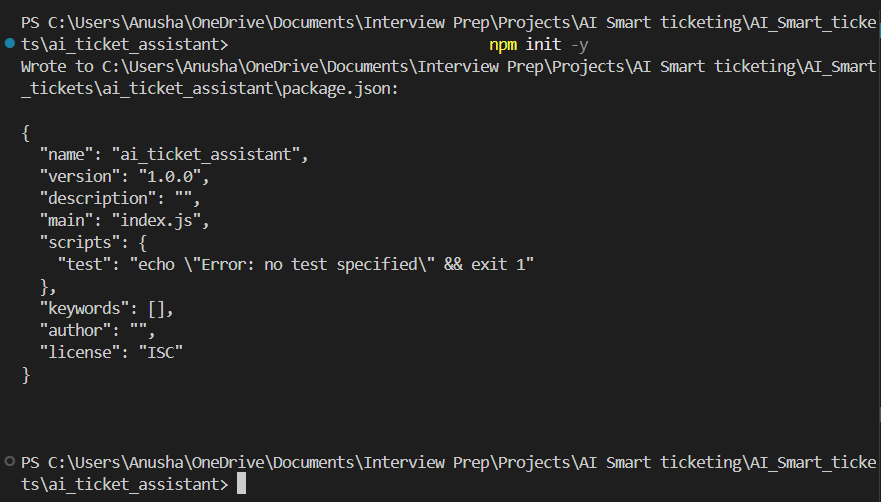 PS C:\Users\Anusha\OneDrive\Documents\Interview Prep\Projects\AI Smart ticketing\AI_Smart_ticke
ts\ai_ticket_assistant> npm init -y
Wrote to C:\Users\Anusha\OneDrive\Documents\Interview Prep\Projects\AI Smart ticketing\AI_Smart
_tickets\ai_ticket_assistant\package.json:
{
  "name": "ai_ticket_assistant",
  "version": "1.0.0",
  "description": "",
  "main": "index.js",
  "scripts": {
    "test": "echo \"Error: no test specified\" && exit 1"
  },
  "keywords": [],
  "author": "",
  "license": "ISC"
}
PS C:\Users\Anusha\OneDrive\Documents\Interview Prep\Projects\AI Smart ticketing\AI_Smart_ticke
ts\ai_ticket_assistant>